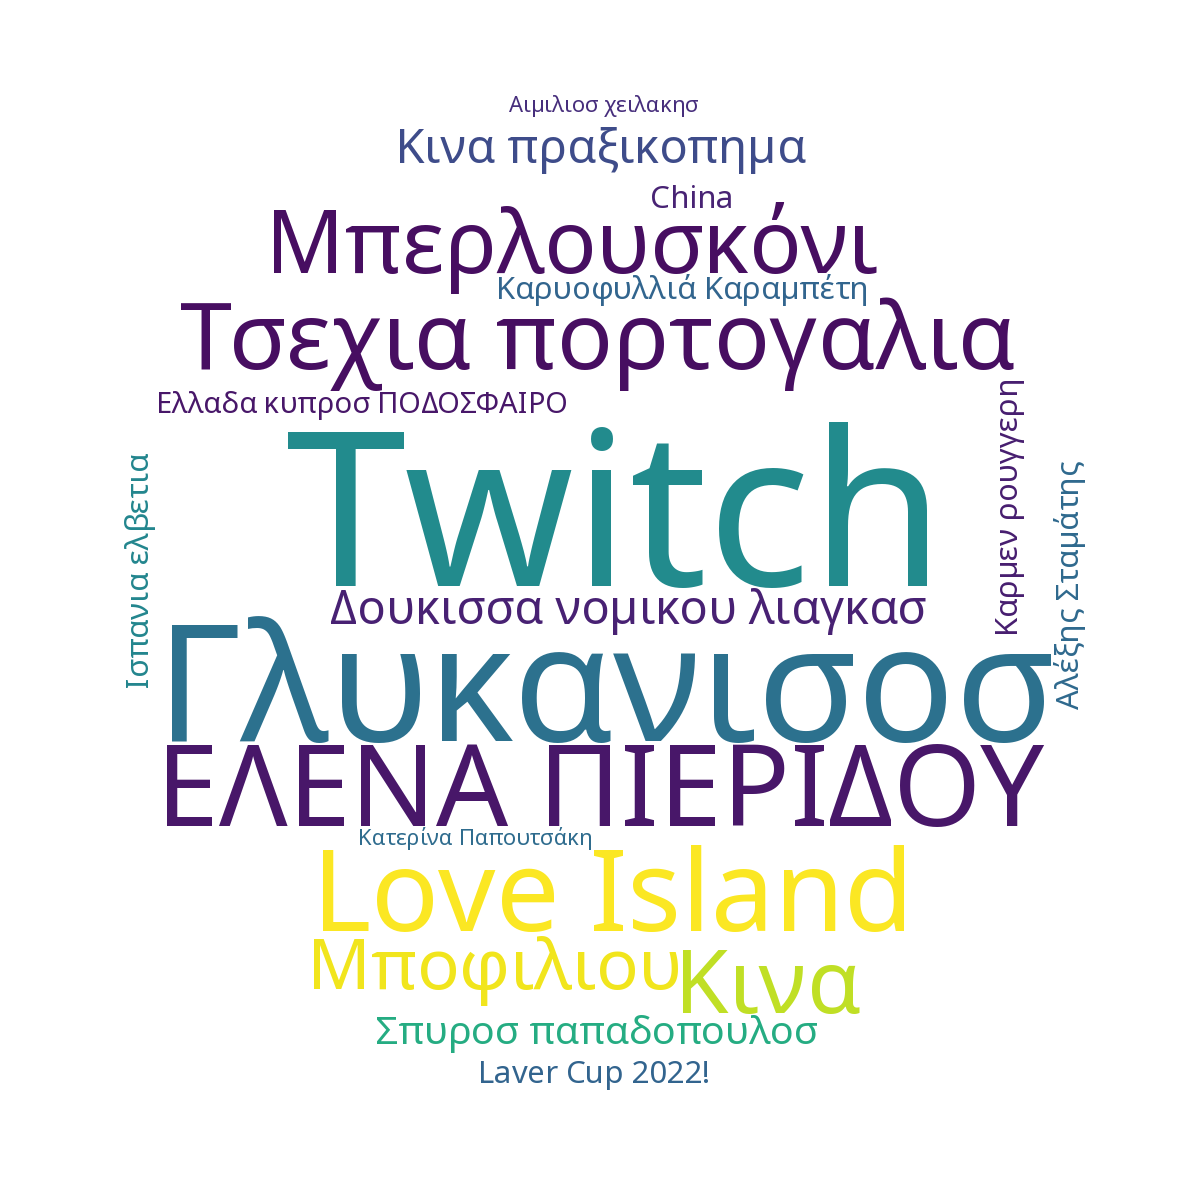 Αιμιλιοσ χειλακησ
Κινα πραξικοπημα
China
Μπερλουσκόνι
Καρυοφυλλιά Καραμπέτη
Τσεχια πορτογαλια
Ελλαδα κυπροσ ΠΟΔΟΣΦΑΙΡΟ
Twitch
Ισπανια ελβετια
Καρμεν ρουγγερη
Αλέξης Σταμάτης
Δουκισσα νομικου λιαγκασ
Γλυκανισοσ
ΕΛΕΝΑ ΠΙΕΡΙΔΟΥ
Κατερίνα Παπουτσάκη
Love Island
Μποφιλιου
Κινα
Σπυροσ παπαδοπουλοσ
Laver Cup 2022!